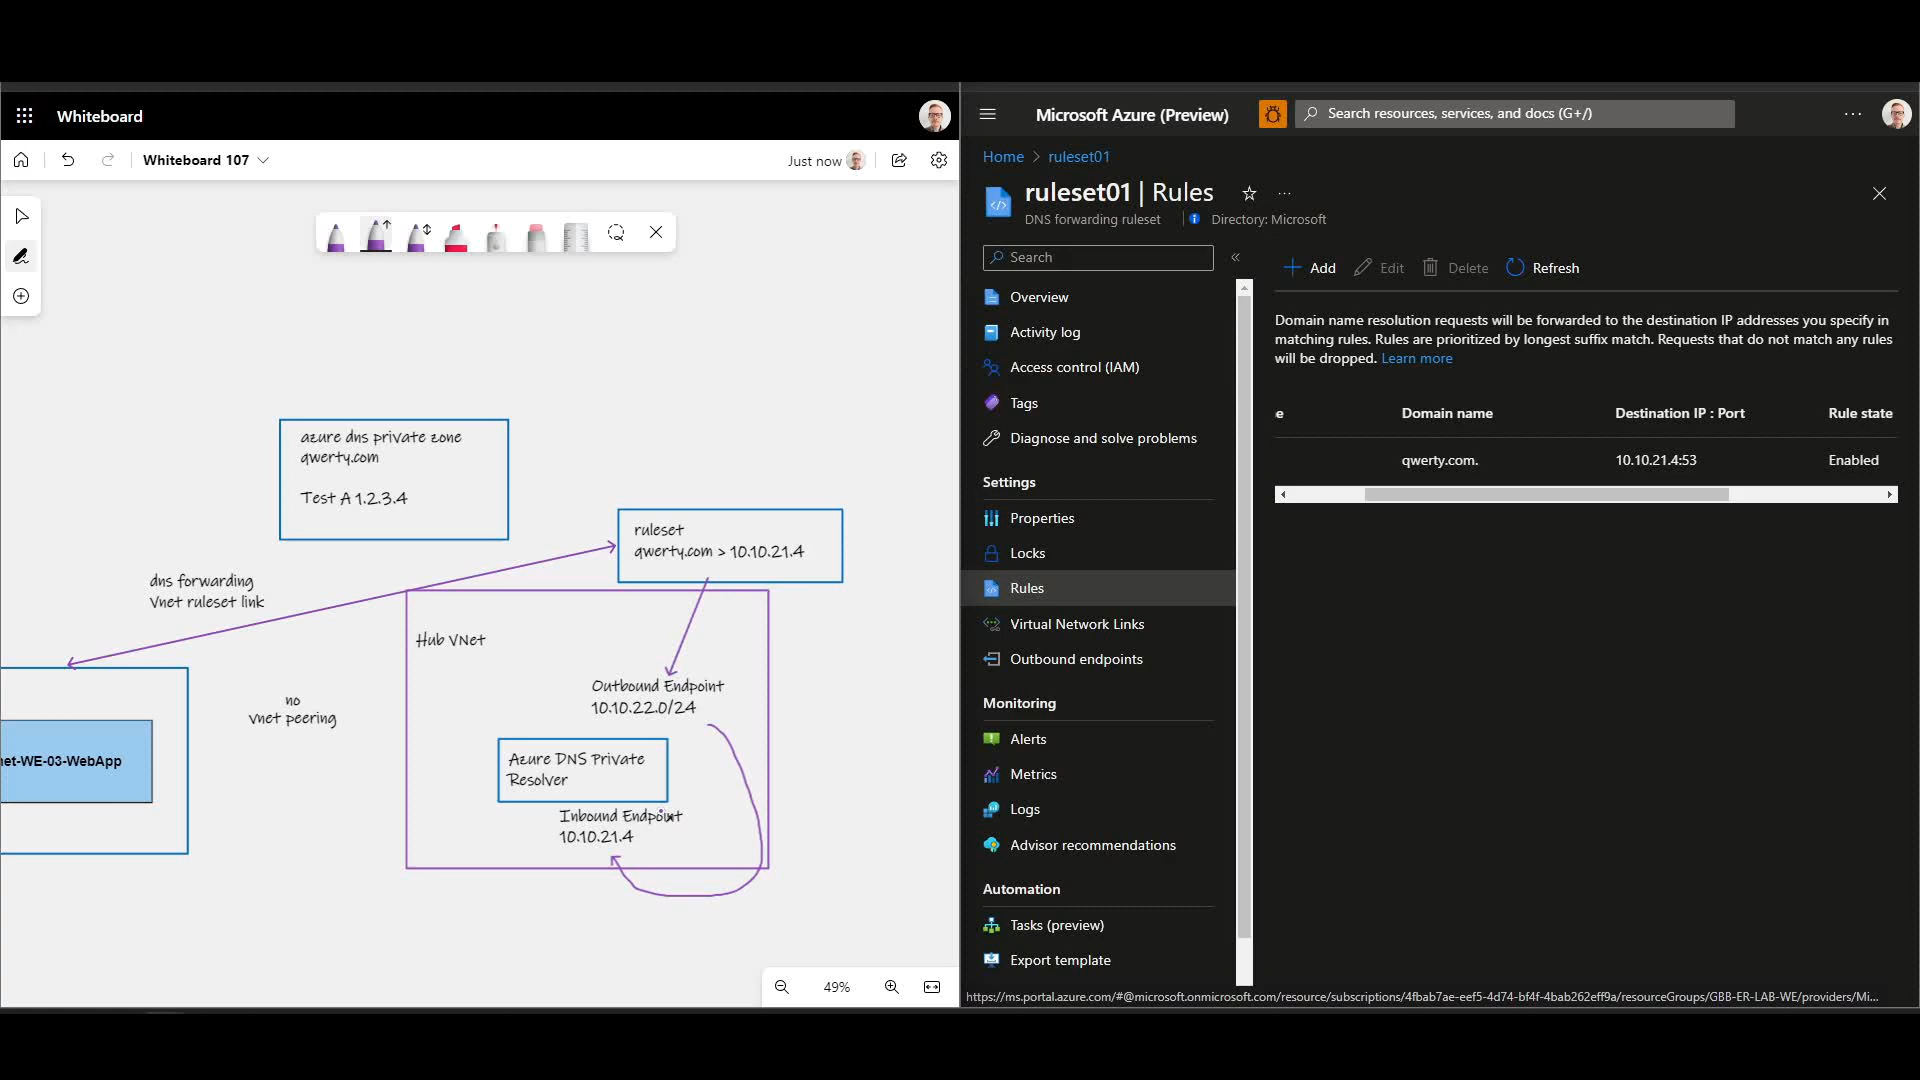 Whiteboard
Whiteboard 107
Just now
azure dns private zone
qwerty.com
Test A 1.2.3.4
ruleset
qwerty.com > 10.10.21.4
dns forwarding
Vnet ruleset link
Hub VNet
no
Vnet peering
Outbound Endpoint
10.10.22.0/24
net-WE-03-WebApp
Azure DNS Private
Resolver
Inbound Endpoint
10.10.21.4
49%
Microsoft Azure (Preview)
Search resources, services, and docs (G+/)
Home > ruleset01
ruleset01 | Rules
DNS forwarding ruleset
Directory: Microsoft
Search
Overview
Activity log
Access control (IAM)
Tags
Diagnose and solve problems
Settings
Properties
Locks
Rules
Virtual Network Links
Outbound endpoints
Monitoring
Alerts
Metrics
Logs
Advisor recommendations
Automation
Tasks (preview)
Export template
Add Edit Delete Refresh
Domain name resolution requests will be forwarded to the destination IP addresses you specify in
matching rules. Rules are prioritized by longest suffix match. Requests that do not match any rules
will be dropped. Learn more
e Domain name Destination IP : Port Rule state
qwerty.com. 10.10.21.4:53 Enabled
https://ms.portal.azure.com/#@microsoft.onmicrosoft.com/resource/subscriptions/4fbab7ae-eef5-4d74-bf4f-4bab262eff9a/resourceGroups/GBB-ER-LAB-WE/providers/Mi...